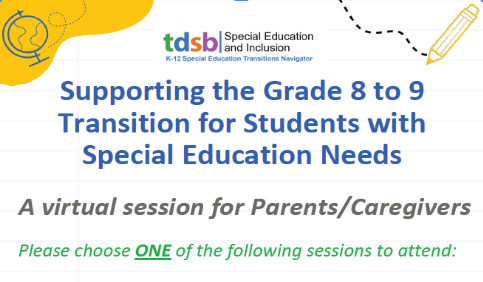 tdsb Special Education
and Inclusion
K-12 Special Education Transitions Navigator
Supporting the Grade 8 to 9
Transition for Students with
Special Education Needs
A virtual session for Parents/Caregivers
Please choose ONE of the following sessions to attend: